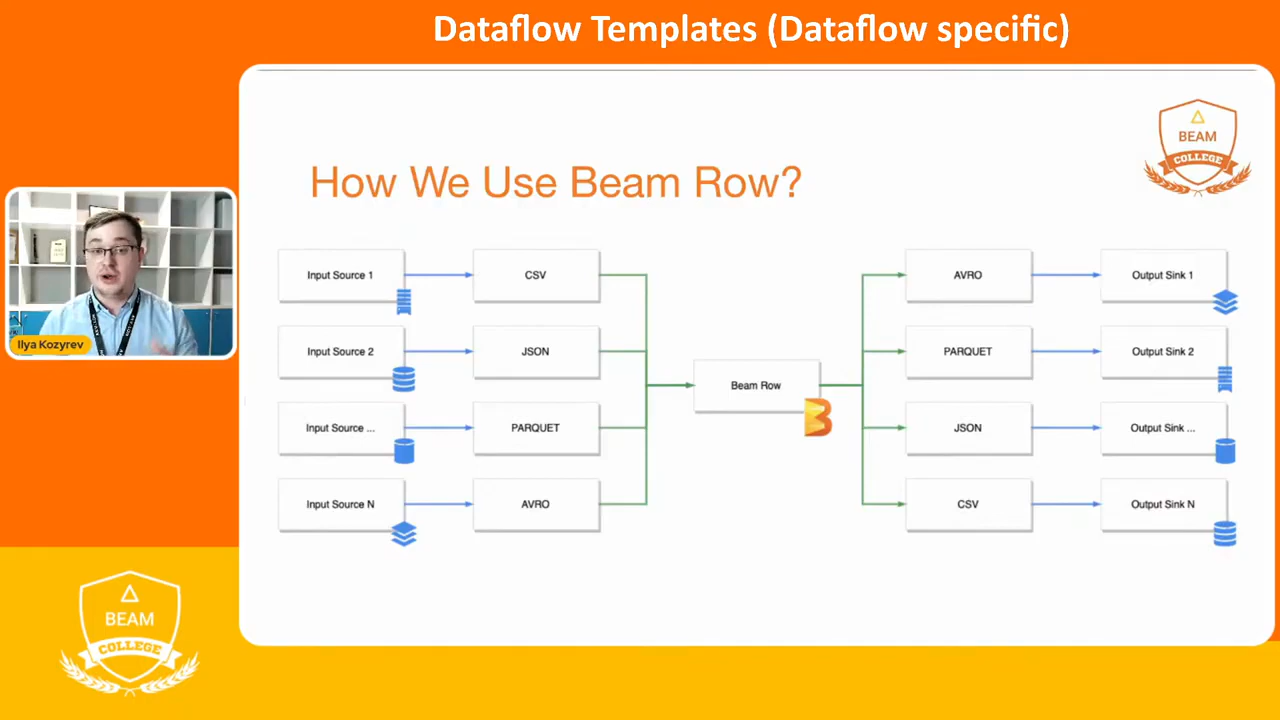 Dataflow Templates (Dataflow specific)
BEAM
COLLEGE
How We Use Beam Row?
Input Source 1
CSV
AVRO
Output Sink 1
Input Source 2
JSON
PARQUET
Output Sink 2
Beam Row
Input Source ...
PARQUET
JSON
Output Sink ...
Input Source N
AVRO
CSV
Output Sink N
Ilya Kozyrev
BEAM
COLLEGE